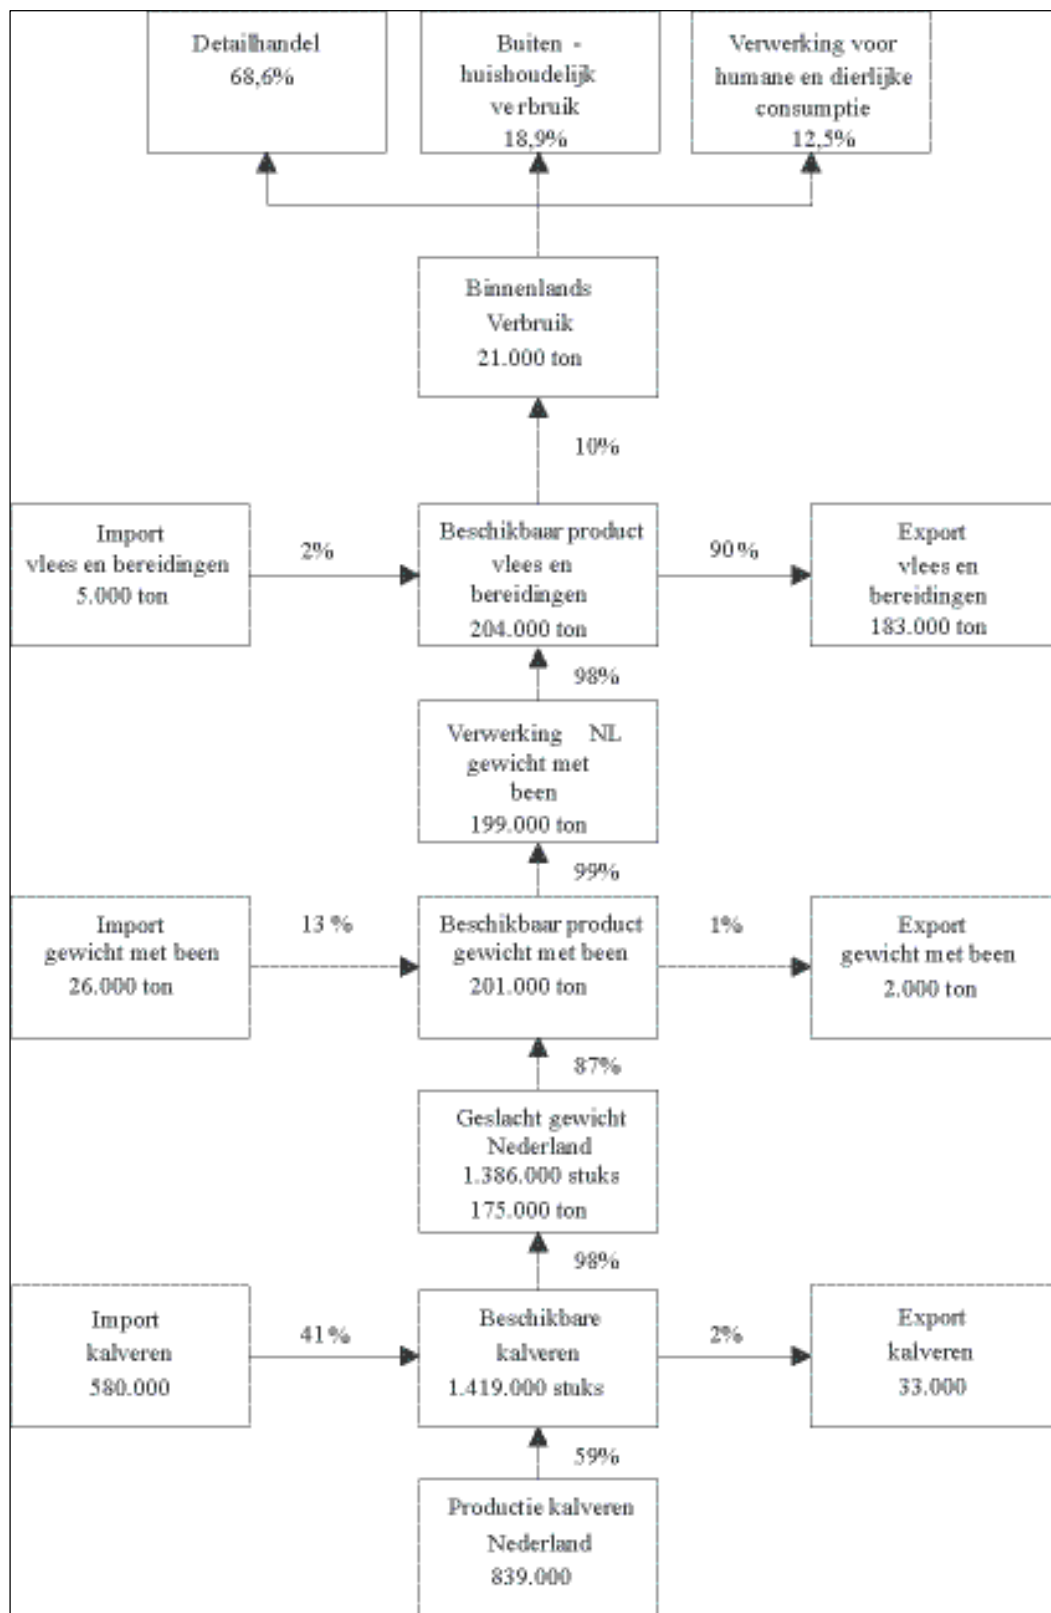 Detailhandel
68,6%
Buiten -
huishoudelijk
verbruik
18,9%
Verwerking voor
humane en dierlijke
consumptie
12,5%
Binnenlands
Verbruik
21.000 ton
10%
Import
vlees en bereidingen
5.000 ton
2%
Beschikbaar product
vlees en
bereidingen
204.000 ton
90%
Export
vlees en
bereidingen
183.000 ton
98%
Verwerking NL
gewicht met
been
199.000 ton
99%
Import
gewicht met been
26.000 ton
13%
Beschikbaar product
gewicht met been
201.000 ton
1%
Export
gewicht met been
2.000 ton
87%
Geslacht gewicht
Nederland
1.386.000 stuks
175.000 ton
98%
Import
kalveren
580.000
41%
Beschikbare
kalveren
1.419.000 stuks
2%
Export
kalveren
33.000
59%
Productie kalveren
Nederland
839.000